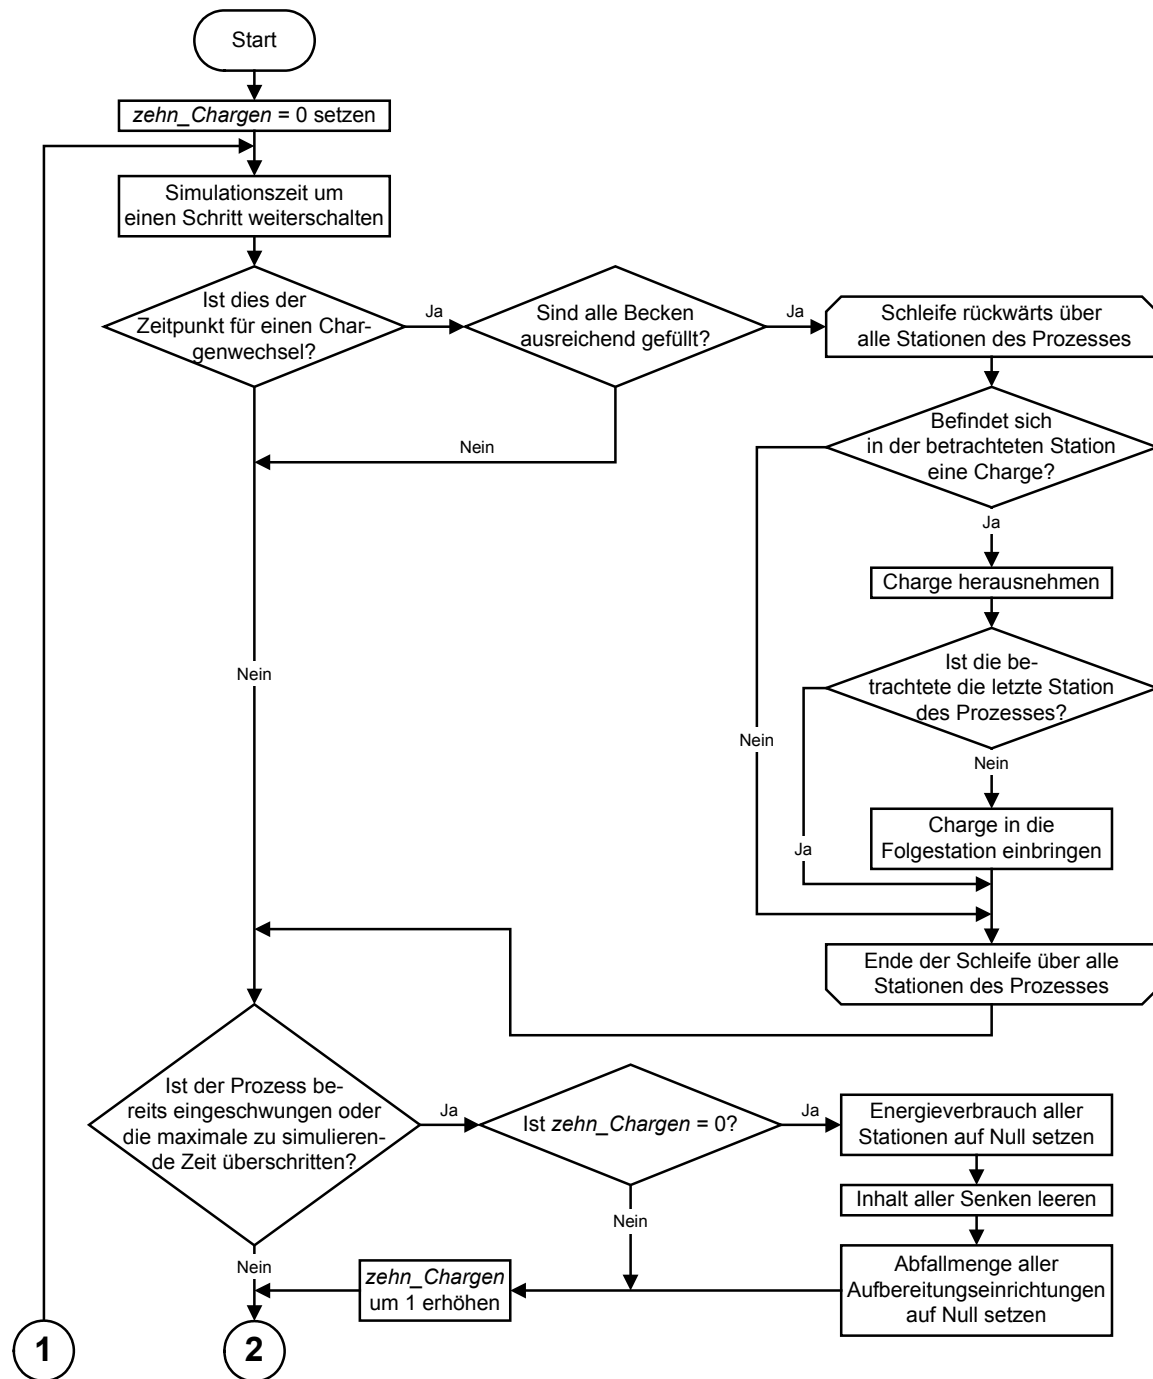 Start
zehn_Chargen = 0 setzen
Simulationszeit um
einen Schritt weiterschalten
Ist dies der
Zeitpunkt für einen Char-
genwechsel?
Ja
Sind alle Becken
ausreichend gefüllt?
Ja
Schleife rückwärts über
alle Stationen des Prozesses
Nein
Befindet sich
in der betrachteten Station
eine Charge?
Ja
Charge herausnehmen
Nein
Ist die be-
trachtete die letzte Station
des Prozesses?
Nein
Nein
Charge in die
Folgestation einbringen
Ja
Ende der Schleife über alle
Stationen des Prozesses
Ist der Prozess be-
reits eingeschwungen oder
die maximale zu simulieren-
de Zeit überschritten?
Ja
Ist zehn_Chargen = 0?
Ja
Energieverbrauch aller
Stationen auf Null setzen
Inhalt aller Senken leeren
Nein
Abfallmenge aller
Aufbereitungseinrichtungen
auf Null setzen
Nein
zehn_Chargen
um 1 erhöhen
1
2